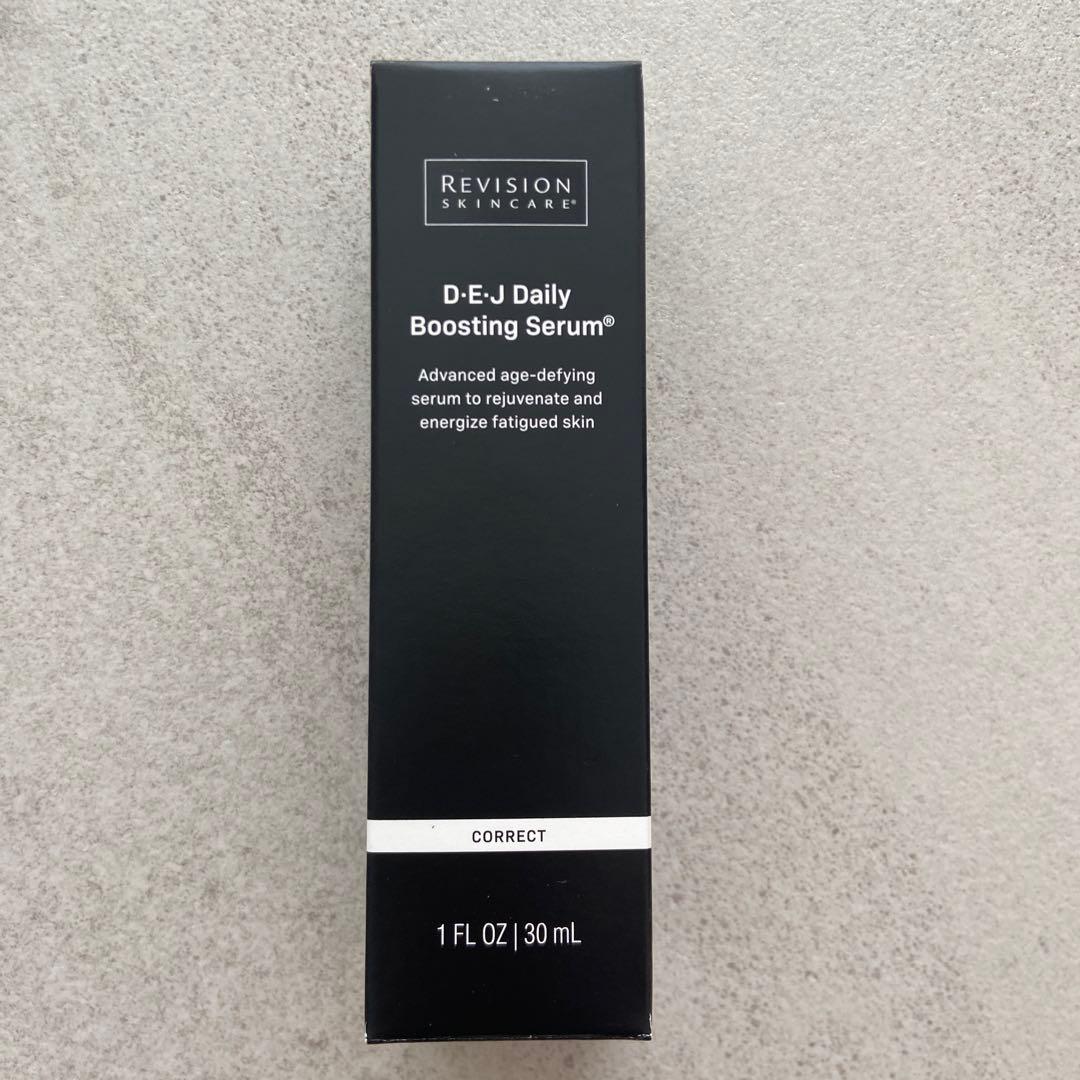 REVISION
SKINCARE®
D·E·J Daily
Boosting Serum®
Advanced age-defying
serum to rejuvenate and
energize fatigued skin
CORRECT
1 FL OZ | 30 mL